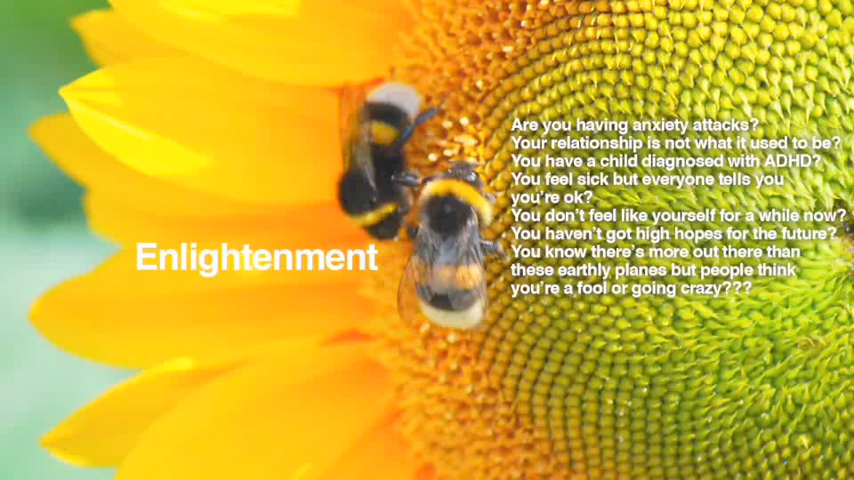 Enlightenment
Are you having anxiety attacks?
Your relationship is not what it used to be?
You have a child diagnosed with ADHD?
You feel sick but everyone tells you
you're ok?
You don't feel like yourself for a while now?
You haven't got high hopes for the future?
You know there's more out there than
these earthly planes but people think
you're a fool or going crazy???